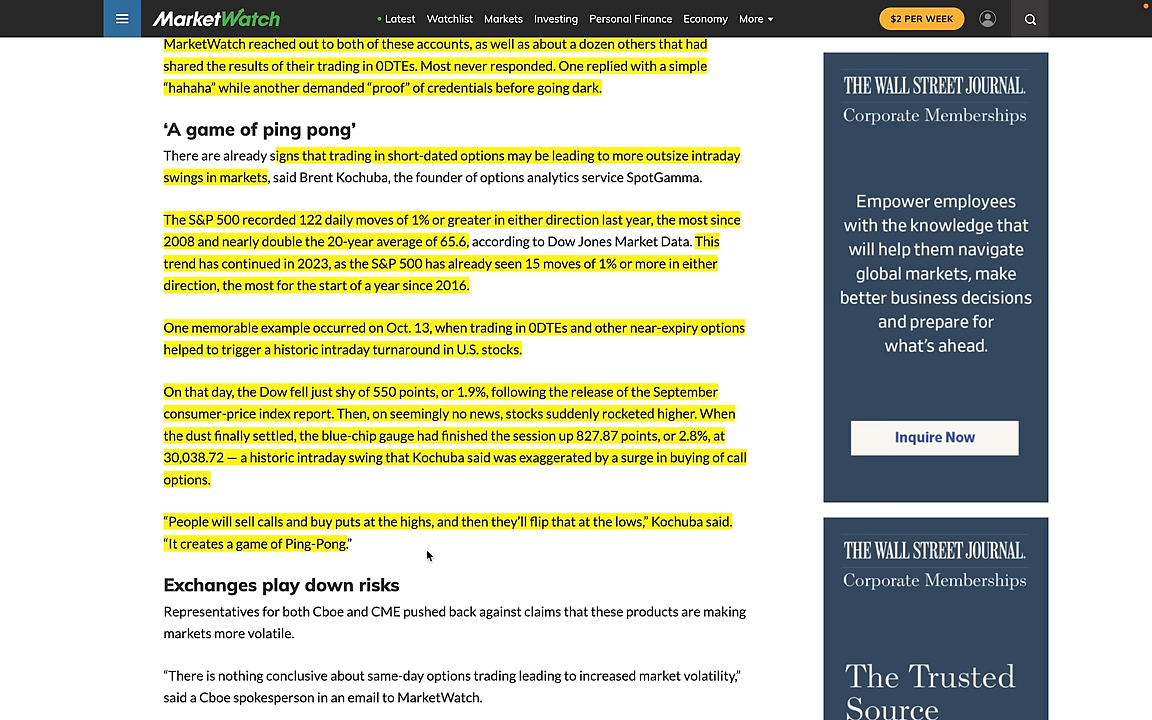 MarketWatch
• Latest Watchlist Markets Investing Personal Finance Economy More
$2 PER WEEK
MarketWatch reached out to both of these accounts, as well as about a dozen others that had
shared the results of their trading in 0DTEs. Most never responded. One replied with a simple
“hahaha” while another demanded “proof” of credentials before going dark.
‘A game of ping pong’
There are already signs that trading in short-dated options may be leading to more outsize intraday
swings in markets, said Brent Kochuba, the founder of options analytics service SpotGamma.
The S&P 500 recorded 122 daily moves of 1% or greater in either direction last year, the most since
2008 and nearly double the 20-year average of 65.6, according to Dow Jones Market Data. This
trend has continued in 2023, as the S&P 500 has already seen 15 moves of 1% or more in either
direction, the most for the start of a year since 2016.
One memorable example occurred on Oct. 13, when trading in 0DTEs and other near-expiry options
helped to trigger a historic intraday turnaround in U.S. stocks.
On that day, the Dow fell just shy of 550 points, or 1.9%, following the release of the September
consumer-price index report. Then, on seemingly no news, stocks suddenly rocketed higher. When
the dust finally settled, the blue-chip gauge had finished the session up 827.87 points, or 2.8%, at
30,038.72 — a historic intraday swing that Kochuba said was exaggerated by a surge in buying of call
options.
“People will sell calls and buy puts at the highs, and then they’ll flip that at the lows,” Kochuba said.
“It creates a game of Ping-Pong.”
Exchanges play down risks
Representatives for both Cboe and CME pushed back against claims that these products are making
markets more volatile.
“There is nothing conclusive about same-day options trading leading to increased market volatility,”
said a Cboe spokesperson in an email to MarketWatch.
THE WALL STREET JOURNAL.
Corporate Memberships
Empower employees
with the knowledge that
will help them navigate
global markets, make
better business decisions
and prepare for
what’s ahead.
Inquire Now
THE WALL STREET JOURNAL.
Corporate Memberships
The Trusted
Source